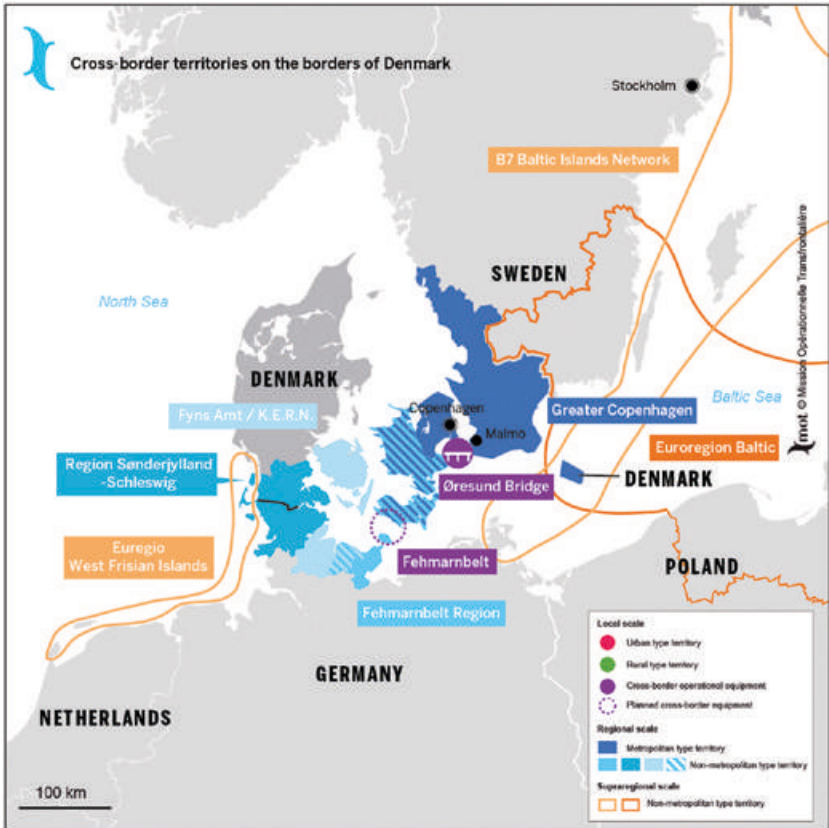 Cross-border territories on the borders of Denmark
Stockholm
B7 Baltic Islands Network
SWEDEN
North Sea
DENMARK
Copenhagen
Malmö
Baltic Sea
Fyns Amt / K.E.R.N.
Greater Copenhagen
Euroregion Baltic
Region Sønderjylland
-Schleswig
Øresund Bridge
DENMARK
Euregio
West Frisian Islands
Fehmarnbelt
POLAND
Fehmarnbelt Region
GERMANY
NETHERLANDS
100 km
Local scale
Urban type territory
Rural type territory
Cross-border operational equipment
Planned cross-border equipment
Regional scale
Metropolitan type territory
Non-metropolitan type territory
Supraregional scale
Non-metropolitan type territory
mot © Mission Opérationnelle Transfrontalière